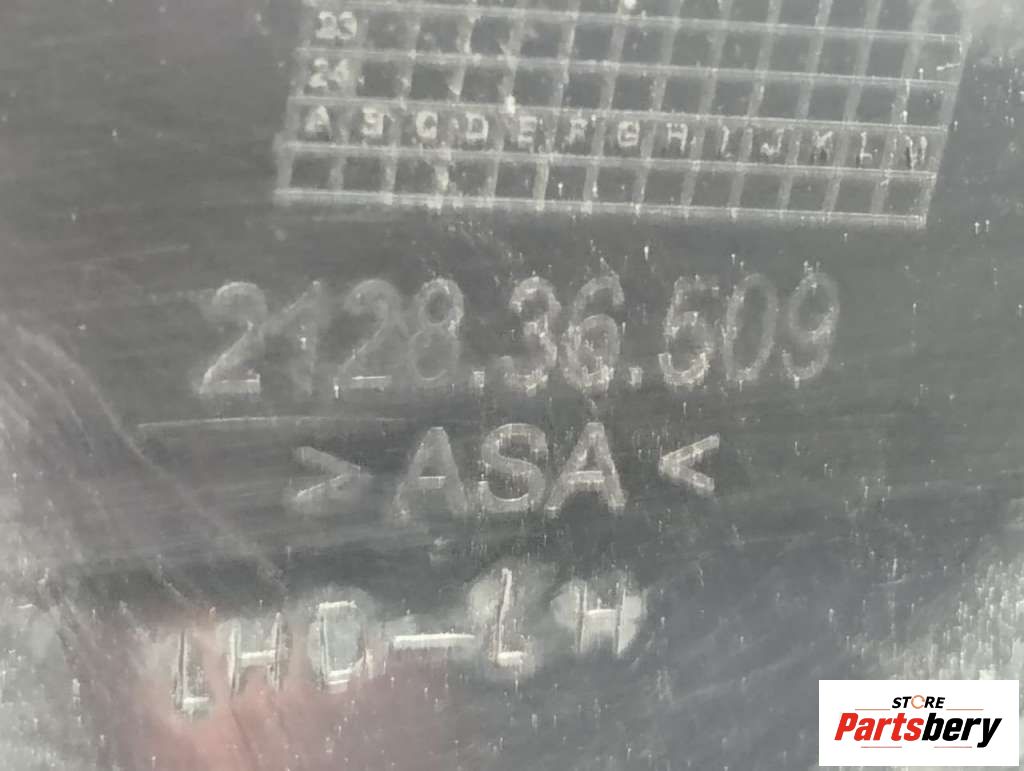 23
24
A B C D E F G H I J K L M
2128.36.509
>ASA<
LHD-LH
STORE
Partsbery